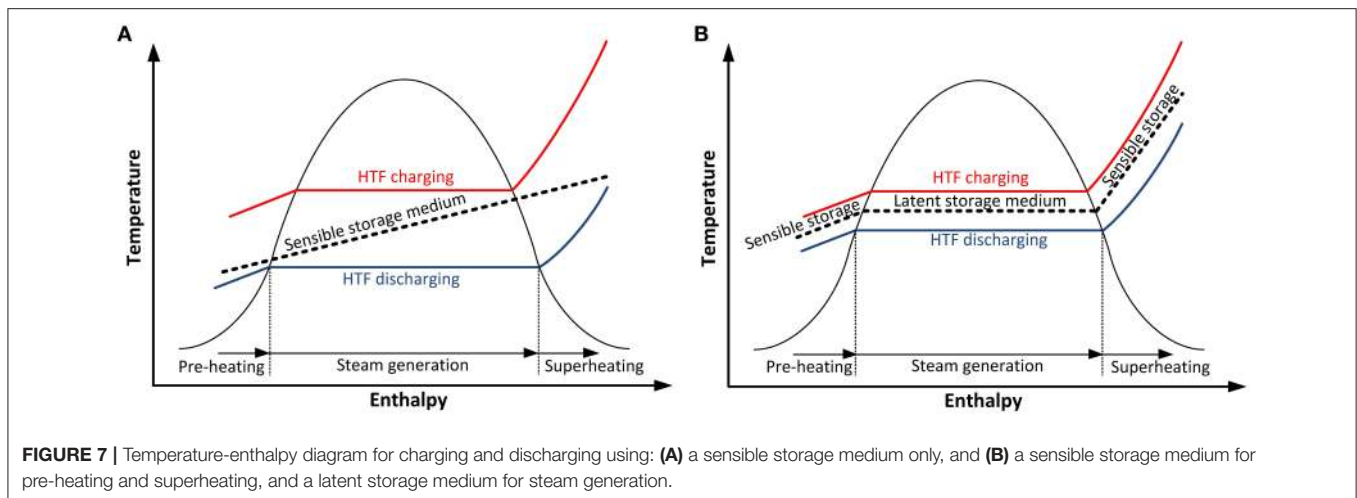 A
Temperature
HTF charging
Sensible storage medium
HTF discharging
Pre-heating
Steam generation
Superheating
Enthalpy
B
Temperature
HTF charging
Sensible storage
Latent storage medium
Sensible storage
HTF discharging
Pre-heating
Steam generation
Superheating
Enthalpy
FIGURE 7 | Temperature-enthalpy diagram for charging and discharging using: (A) a sensible storage medium only, and (B) a sensible storage medium for
pre-heating and superheating, and a latent storage medium for steam generation.